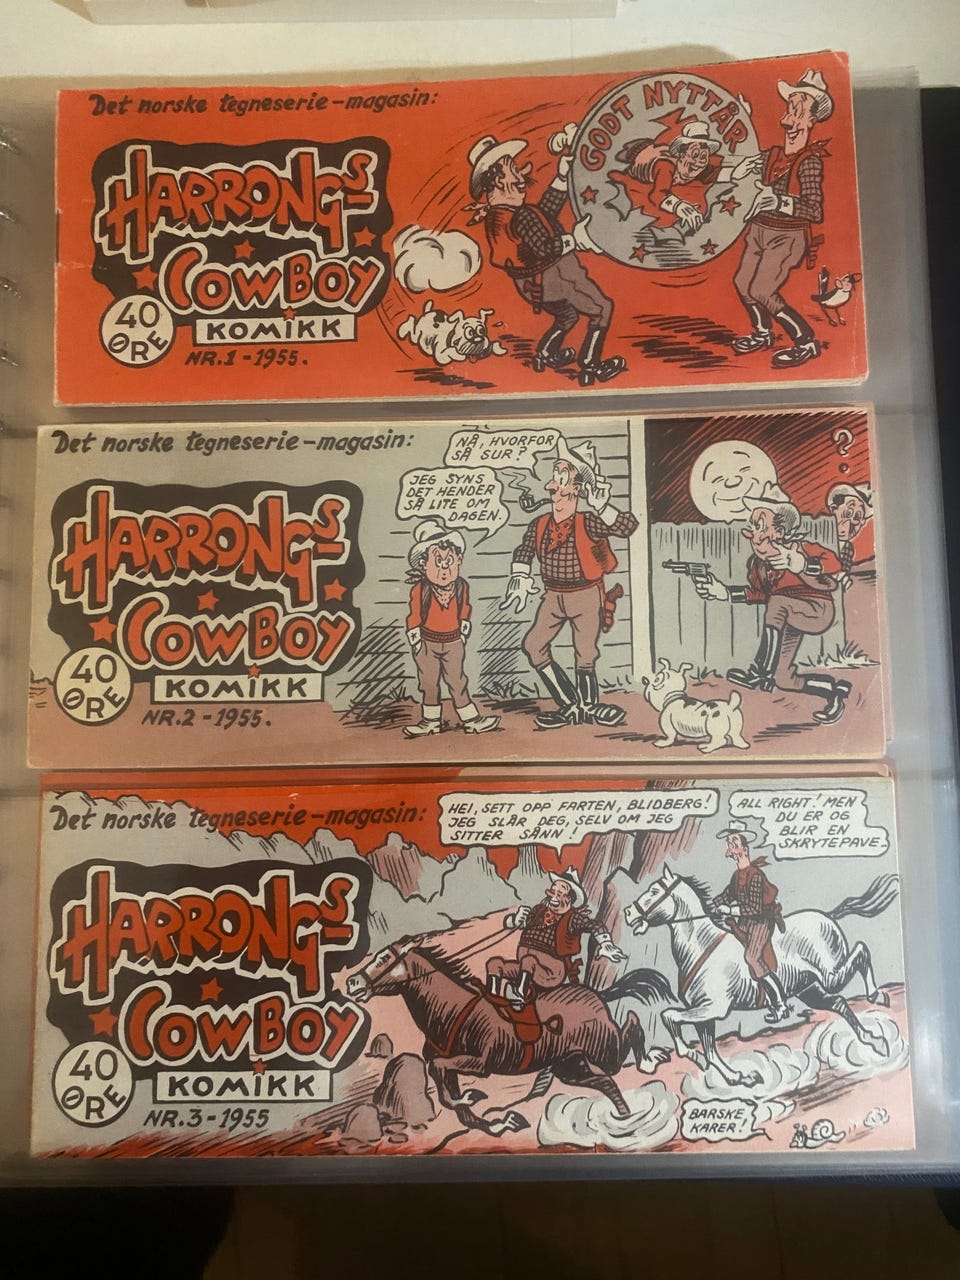 Det norske tegneserie-magasin:
HARRONGS
COWBOY
KOMIKK
40
ØRE
NR.1-1955.
GODT NYTTÅR
Det norske tegneserie-magasin:
HARRONGS
COWBOY
KOMIKK
40
ØRE
NR.2-1955.
NÅ, HVORFOR
SÅ SUR?
JEG SYNS
DET HENDER
SÅ LITE OM
DAGEN.
?
Det norske tegneserie-magasin:
HARRONGS
COWBOY
KOMIKK
40
ØRE
NR.3-1955
HEI, SETT OPP FARTEN, BLIDBERG!
JEG SLÅR DEG, SELV OM JEG
SITTER SÅNN!
ALL RIGHT! MEN
DU ER OG
BLIR EN
SKRYTEPAVE..
BARSKE
KARER!